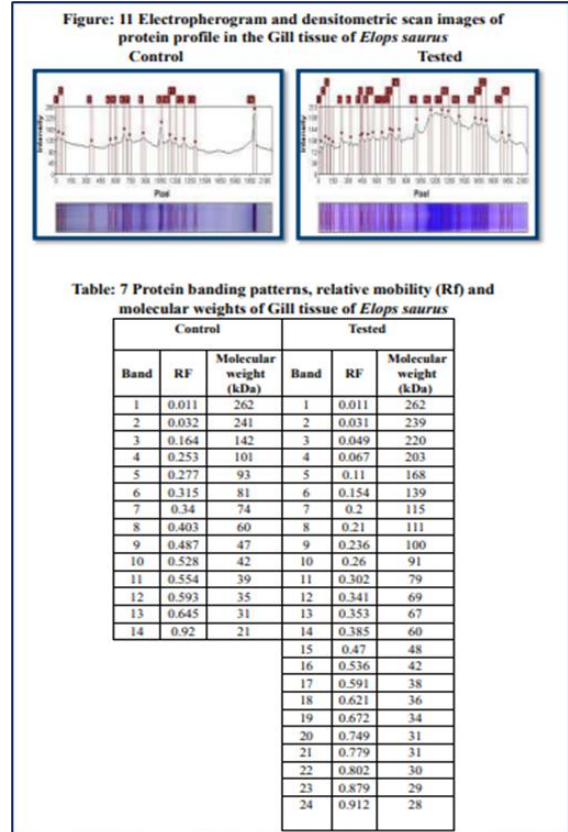 Figure: 11 Electropherogram and densitometric scan images of
protein profile in the Gill tissue of Elops saurus
Control Tested
Intensity
Pixel
Intensity
Pixel
Table: 7 Protein banding patterns, relative mobility (Rf) and
molecular weights of Gill tissue of Elops saurus
Control Tested
Band RF Molecular weight (kDa) Band RF Molecular weight (kDa)
1 0.011 262 1 0.011 262
2 0.032 241 2 0.031 239
3 0.164 142 3 0.049 220
4 0.253 101 4 0.067 203
5 0.277 93 5 0.11 168
6 0.315 81 6 0.154 139
7 0.34 74 7 0.2 115
8 0.403 60 8 0.21 111
9 0.487 47 9 0.236 100
10 0.528 42 10 0.26 91
11 0.554 39 11 0.302 79
12 0.593 35 12 0.341 69
13 0.645 31 13 0.353 67
14 0.92 21 14 0.385 60
15 0.47 48
16 0.536 42
17 0.591 38
18 0.621 36
19 0.672 34
20 0.749 31
21 0.779 31
22 0.802 30
23 0.879 29
24 0.912 28